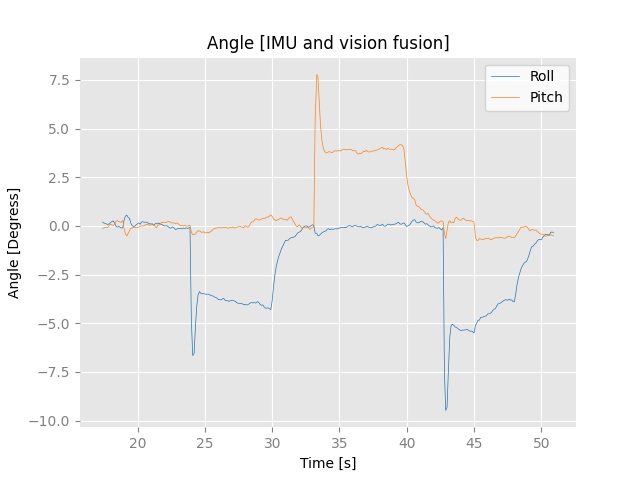 Angle [IMU and vision fusion]
Roll
Pitch
7.5
5.0
2.5
0.0
−2.5
−5.0
−7.5
−10.0
Angle [Degress]
20 25 30 35 40 45 50
Time [s]